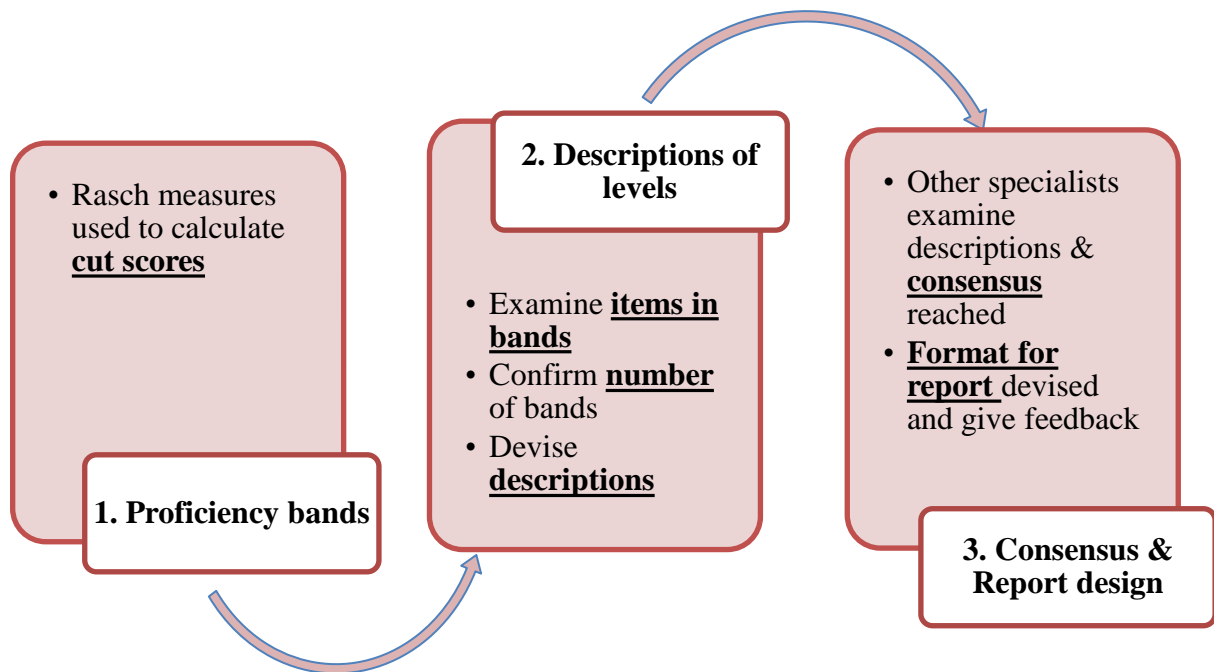 • Rasch measures
used to calculate
cut scores
1. Proficiency bands
2. Descriptions of
levels
• Examine items in
bands
• Confirm number
of bands
• Devise
descriptions
• Other specialists
examine
descriptions &
consensus
reached
• Format for
report devised
and give feedback
3. Consensus &
Report design